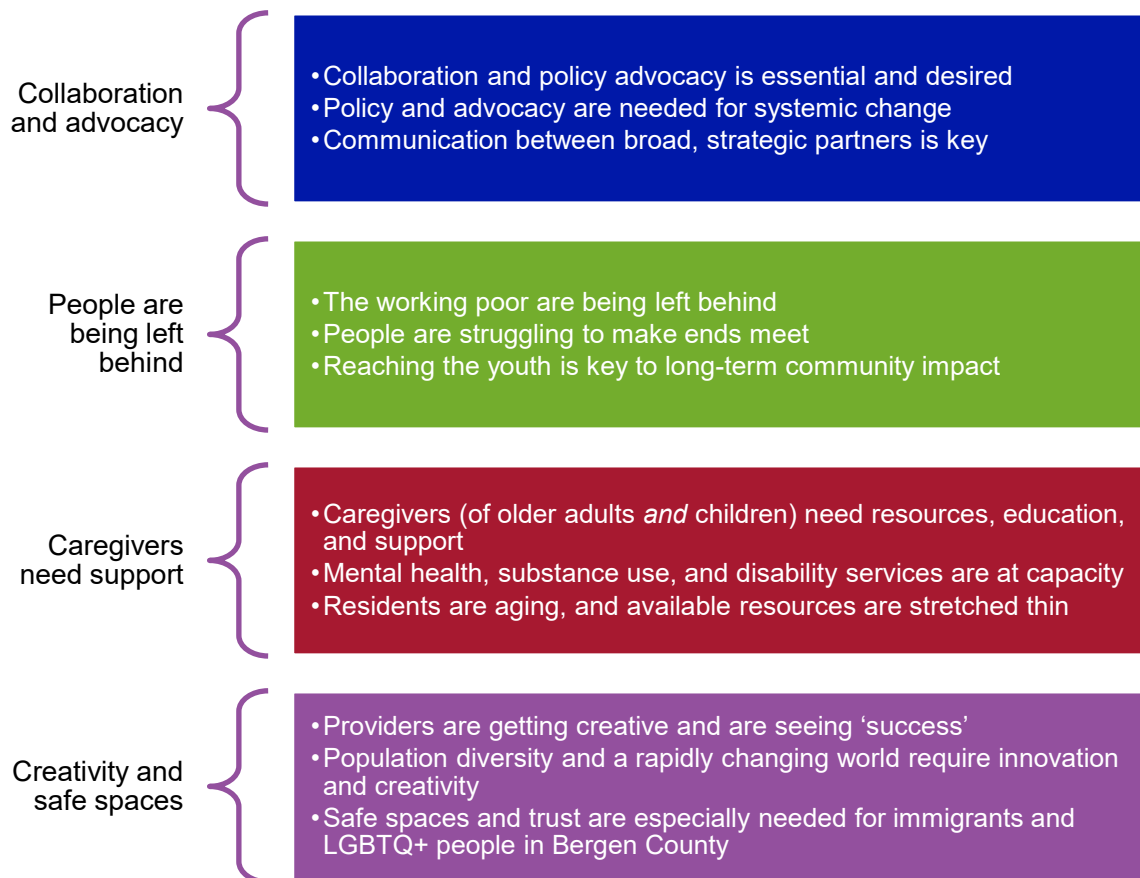 Collaboration
and advocacy
•Collaboration and policy advocacy is essential and desired
•Policy and advocacy are needed for systemic change
•Communication between broad, strategic partners is key
People are
being left
behind
•The working poor are being left behind
•People are struggling to make ends meet
•Reaching the youth is key to long-term community impact
Caregivers
need support
•Caregivers (of older adults and children) need resources, education,
and support
•Mental health, substance use, and disability services are at capacity
•Residents are aging, and available resources are stretched thin
Creativity and
safe spaces
•Providers are getting creative and are seeing ‘success’
•Population diversity and a rapidly changing world require innovation
and creativity
•Safe spaces and trust are especially needed for immigrants and
LGBTQ+ people in Bergen County